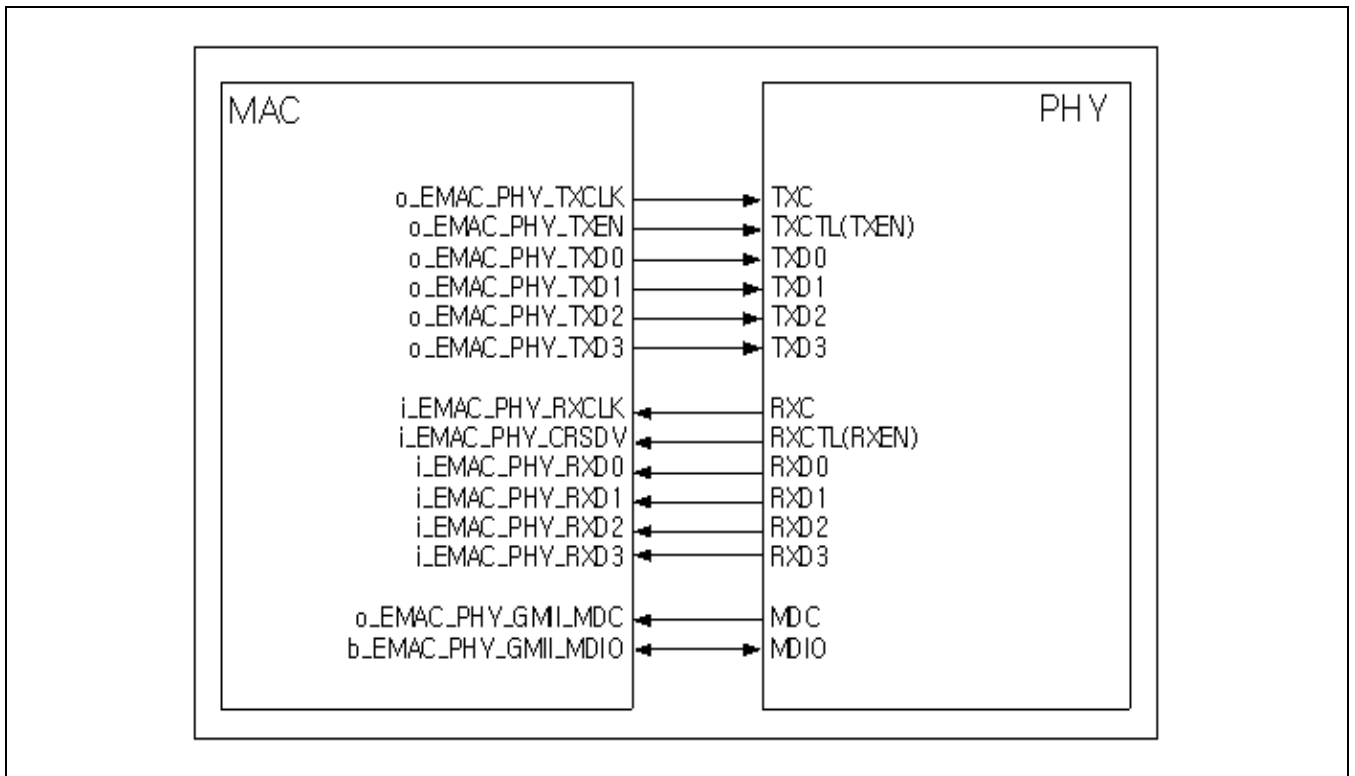 MAC PHY
o_EMAC_PHY_TXCLK TXC
o_EMAC_PHY_TXEN TXCTL(TXEN)
o_EMAC_PHY_TXD0 TXD0
o_EMAC_PHY_TXD1 TXD1
o_EMAC_PHY_TXD2 TXD2
o_EMAC_PHY_TXD3 TXD3
i_EMAC_PHY_RXCLK RXC
i_EMAC_PHY_CRSDV RXCTL(RXEN)
i_EMAC_PHY_RXD0 RXD0
i_EMAC_PHY_RXD1 RXD1
i_EMAC_PHY_RXD2 RXD2
i_EMAC_PHY_RXD3 RXD3
o_EMAC_PHY_GMII_MDC MDC
b_EMAC_PHY_GMII_MDIO MDIO